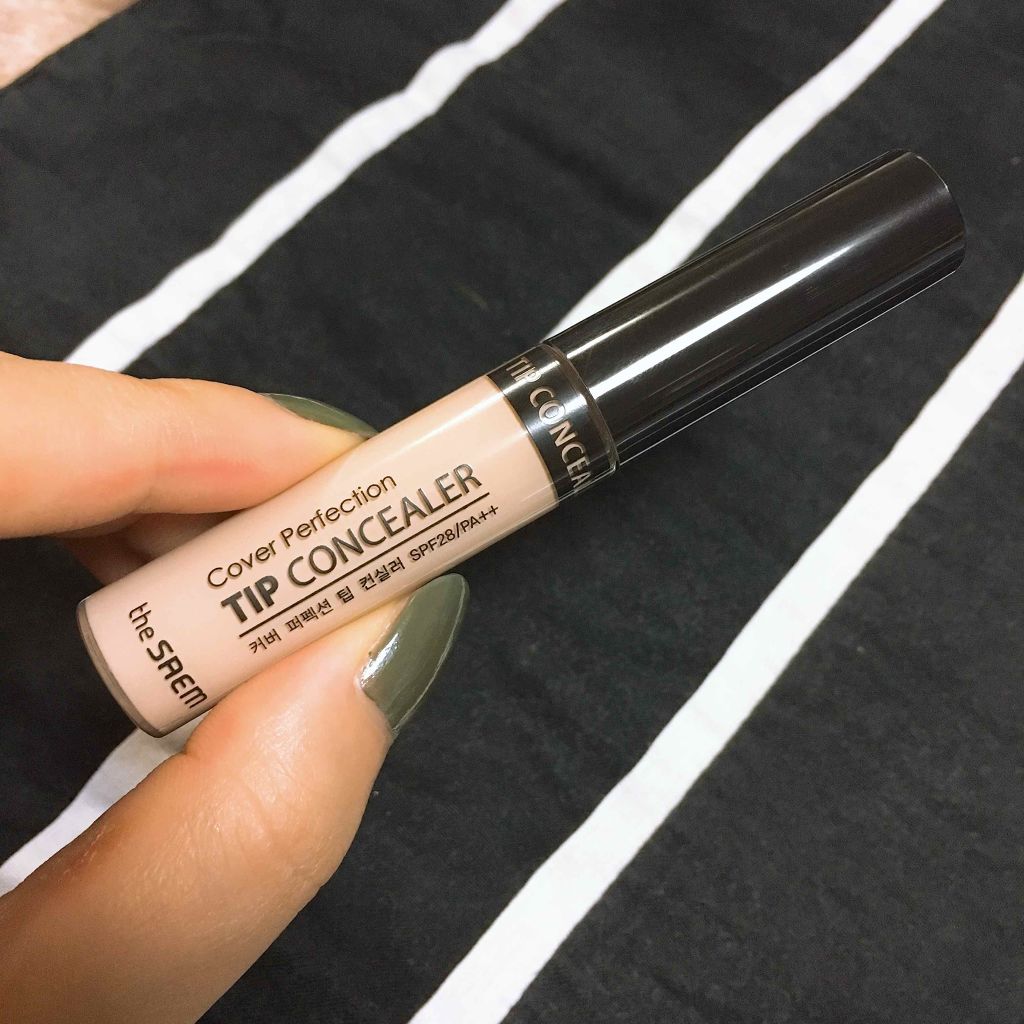 Cover Perfection
TIP CONCEALER
커버 퍼펙션 팁 컨실러 SPF28/PA++
the SAEM
TIP CONCEAL